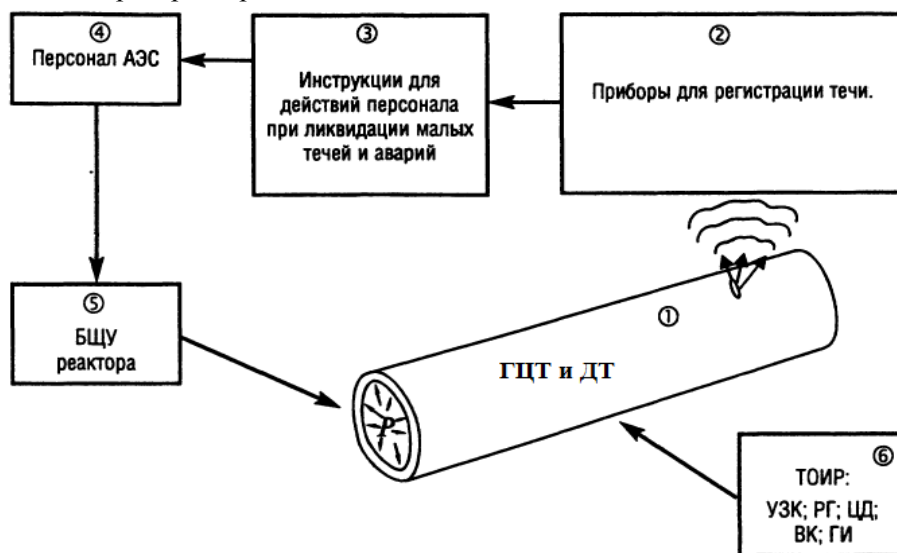 ④
Персонал АЭС
③
Инструкции для
действий персонала
при ликвидации малых
течей и аварий
②
Приборы для регистрации течи.
⑤
БЩУ
реактора
①
ГЦТ и ДТ
P
⑥
ТОИР:
УЗК; РГ; ЦД;
ВК; ГИ